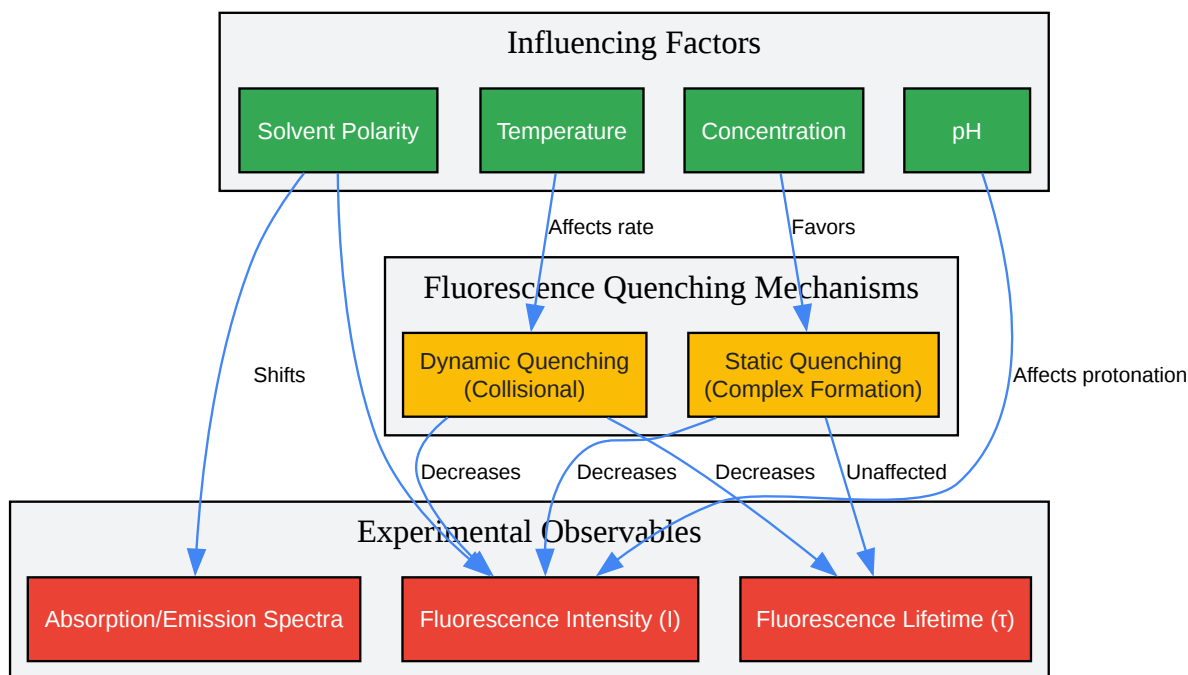 Influencing Factors
Solvent Polarity
Temperature
Concentration
pH
Affects rate
Favors
Fluorescence Quenching Mechanisms
Dynamic Quenching
(Collisional)
Static Quenching
(Complex Formation)
Shifts
Affects protonation
Decreases
Decreases
Decreases
Unaffected
Experimental Observables
Absorption/Emission Spectra
Fluorescence Intensity (I)
Fluorescence Lifetime (τ)